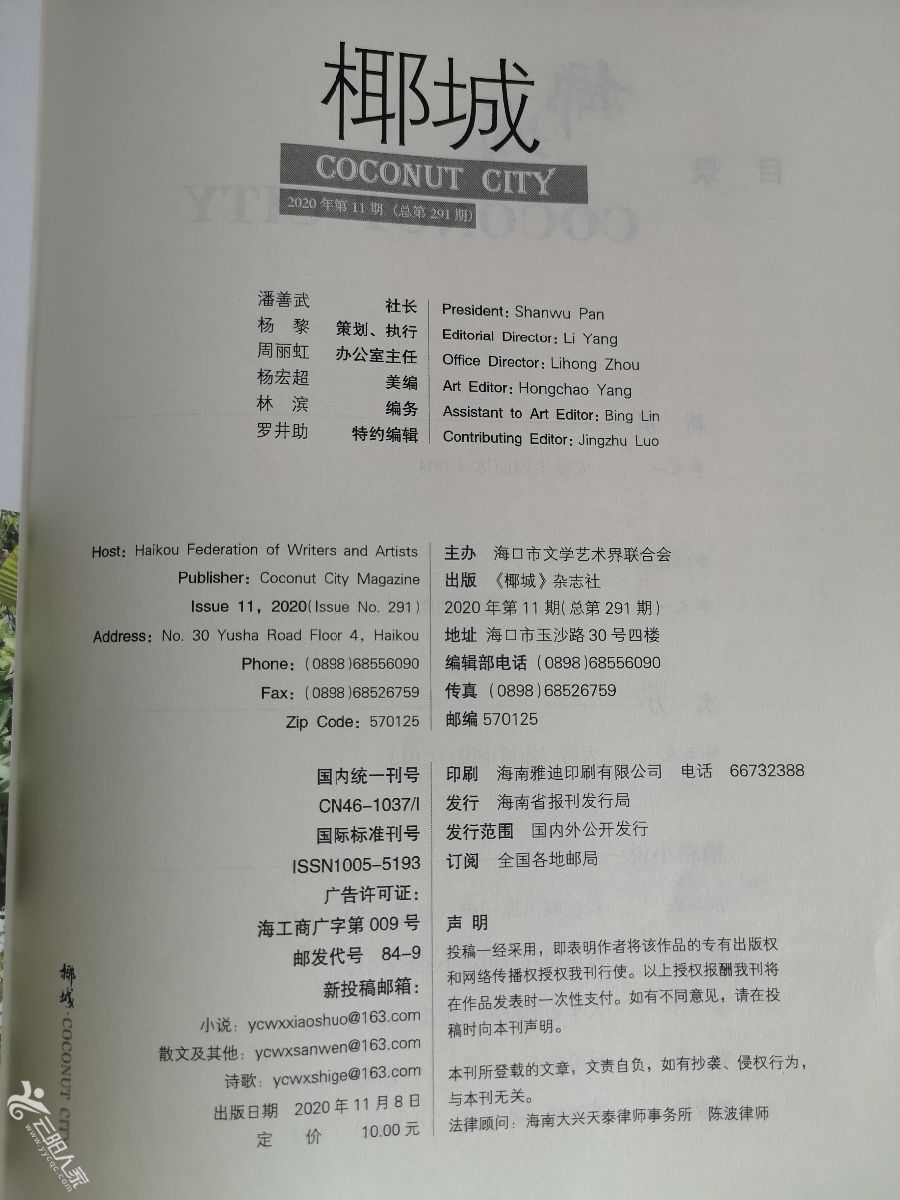 椰城
COCONUT CITY
2020年第11期（总第291期）
潘善武 社长 President: Shanwu Pan
杨 黎 策划、执行 Editorial Director: Li Yang
周丽虹 办公室主任 Office Director: Lihong Zhou
杨宏超 美编 Art Editor: Hongchao Yang
林 滨 编务 Assistant to Art Editor: Bing Lin
罗井助 特约编辑 Contributing Editor: Jingzhu Luo
Host: Haikou Federation of Writers and Artists 主办 海口市文学艺术界联合会
Publisher: Coconut City Magazine 出版 《椰城》杂志社
Issue 11, 2020(Issue No. 291) 2020年第11期(总第291期)
Address: No. 30 Yusha Road Floor 4, Haikou 地址 海口市玉沙路30号四楼
Phone: (0898)68556090 编辑部电话 (0898)68556090
Fax: (0898)68526759 传真 (0898)68526759
Zip Code: 570125 邮编 570125
国内统一刊号
CN46-1037/I
国际标准刊号
ISSN1005-5193
广告许可证：
海工商广字第009号
邮发代号 84-9
新投稿邮箱：
小说：ycwxxiaoshuo@163.com
散文及其他：ycwxsanwen@163.com
诗歌：ycwxshige@163.com
出版日期 2020年11月8日
定 价 10.00元
印刷 海南雅迪印刷有限公司 电话 66732388
发行 海南省报刊发行局
发行范围 国内外公开发行
订阅 全国各地邮局
声 明
投稿一经采用，即表明作者将该作品的专有出版权
和网络传播权授权我刊行使。以上授权报酬我刊将
在作品发表时一次性支付。如有不同意见，请在投
稿时向本刊声明。
本刊所登载的文章，文责自负，如有抄袭、侵权行为，
与本刊无关。
法律顾问：海南大兴天泰律师事务所 陈波律师
椰城·COCONUT CITY
云阳人家
www.yycqc.com